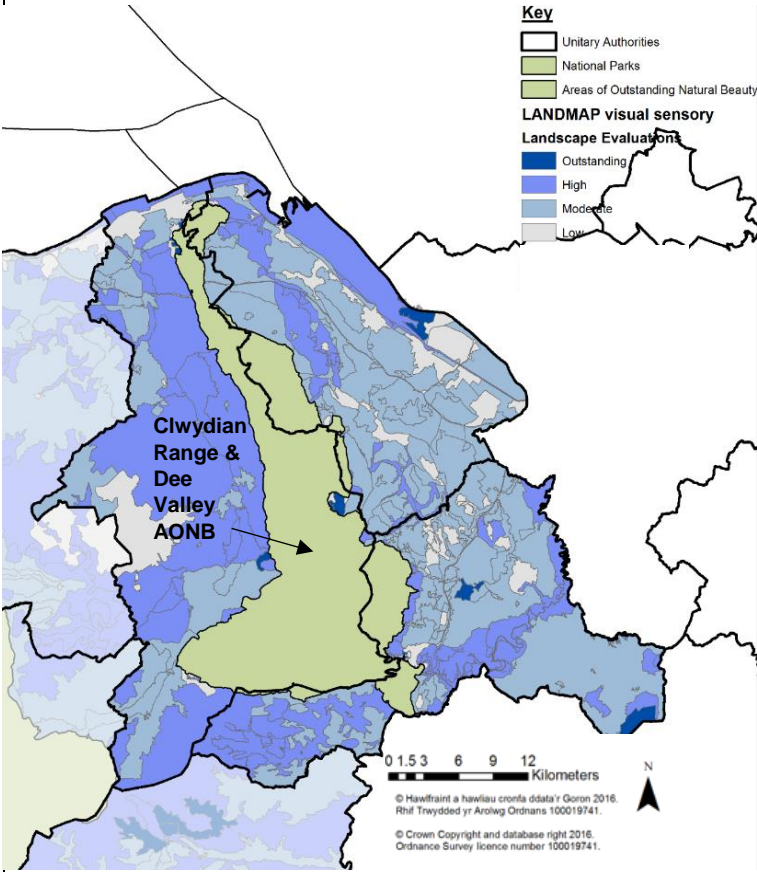 Key
Unitary Authorities
National Parks
Areas of Outstanding Natural Beauty
LANDMAP visual sensory
Landscape Evaluations
Outstanding
High
Moderate
Low
Clwydian
Range &
Dee
Valley
AONB
0 1.5 3 6 9 12
Kilometers
N
© Hawlfraint a hawliau cronfa ddata'r Goron 2016.
Rhif Trwydded yr Arolwg Ordnans 100019741.
© Crown Copyright and database right 2016.
Ordnance Survey licence number 100019741.